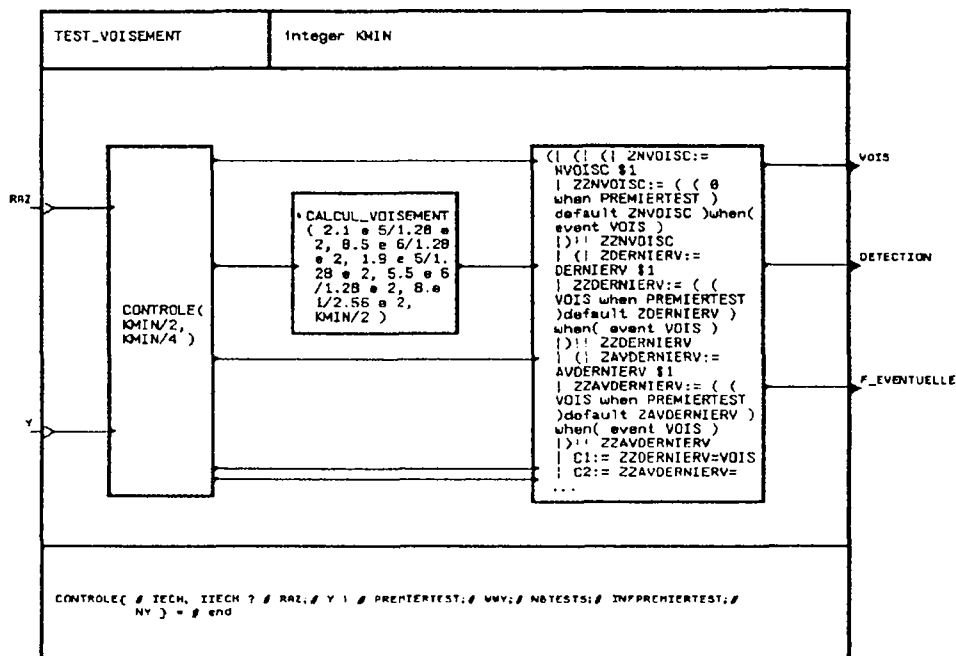 TEST_VOISEMENT
integer KMIN
RAZ
Y
CONTROLE(
KMIN/2,
KMIN/4 )
CALCUL_VOISEMENT
( 2.1 e 5/1.28 e
2, 8.5 e 6/1.28
e 2, 1.9 e 5/1.
28 e 2, 5.5 e 6
/1.28 e 2, 8.e
1/2.56 e 2,
KMIN/2 )
(| (| (| ZNVOISC:=
NVOISC $1
| ZZNVOISC:= ( ( 0
when PREMIERTEST )
default ZNVOISC )when(
event VOIS )
|)!! ZZNVOISC
| (| ZDERNIERV:=
DERNIERV $1
| ZZDERNIERV:= ( (
VOIS when PREMIERTEST
)default ZDERNIERV )
when( event VOIS )
|)!! ZZDERNIERV
| (| ZAVDERNIERV:=
AVDERNIERV $1
| ZZAVDERNIERV:= ( (
VOIS when PREMIERTEST
)default ZAVDERNIERV )
when( event VOIS )
|)!! ZZAVDERNIERV
| C1:= ZZDERNIERV=VOIS
| C2:= ZZAVDERNIERV=
...
VOIS
DETECTION
F_EVENTUELLE
CONTROLE{ # IECH, IIECH ? # RAZ;# Y ! # PREMIERTEST;# WWY;# NBTESTS;# INFPREMIERTEST;#
NY } = # end